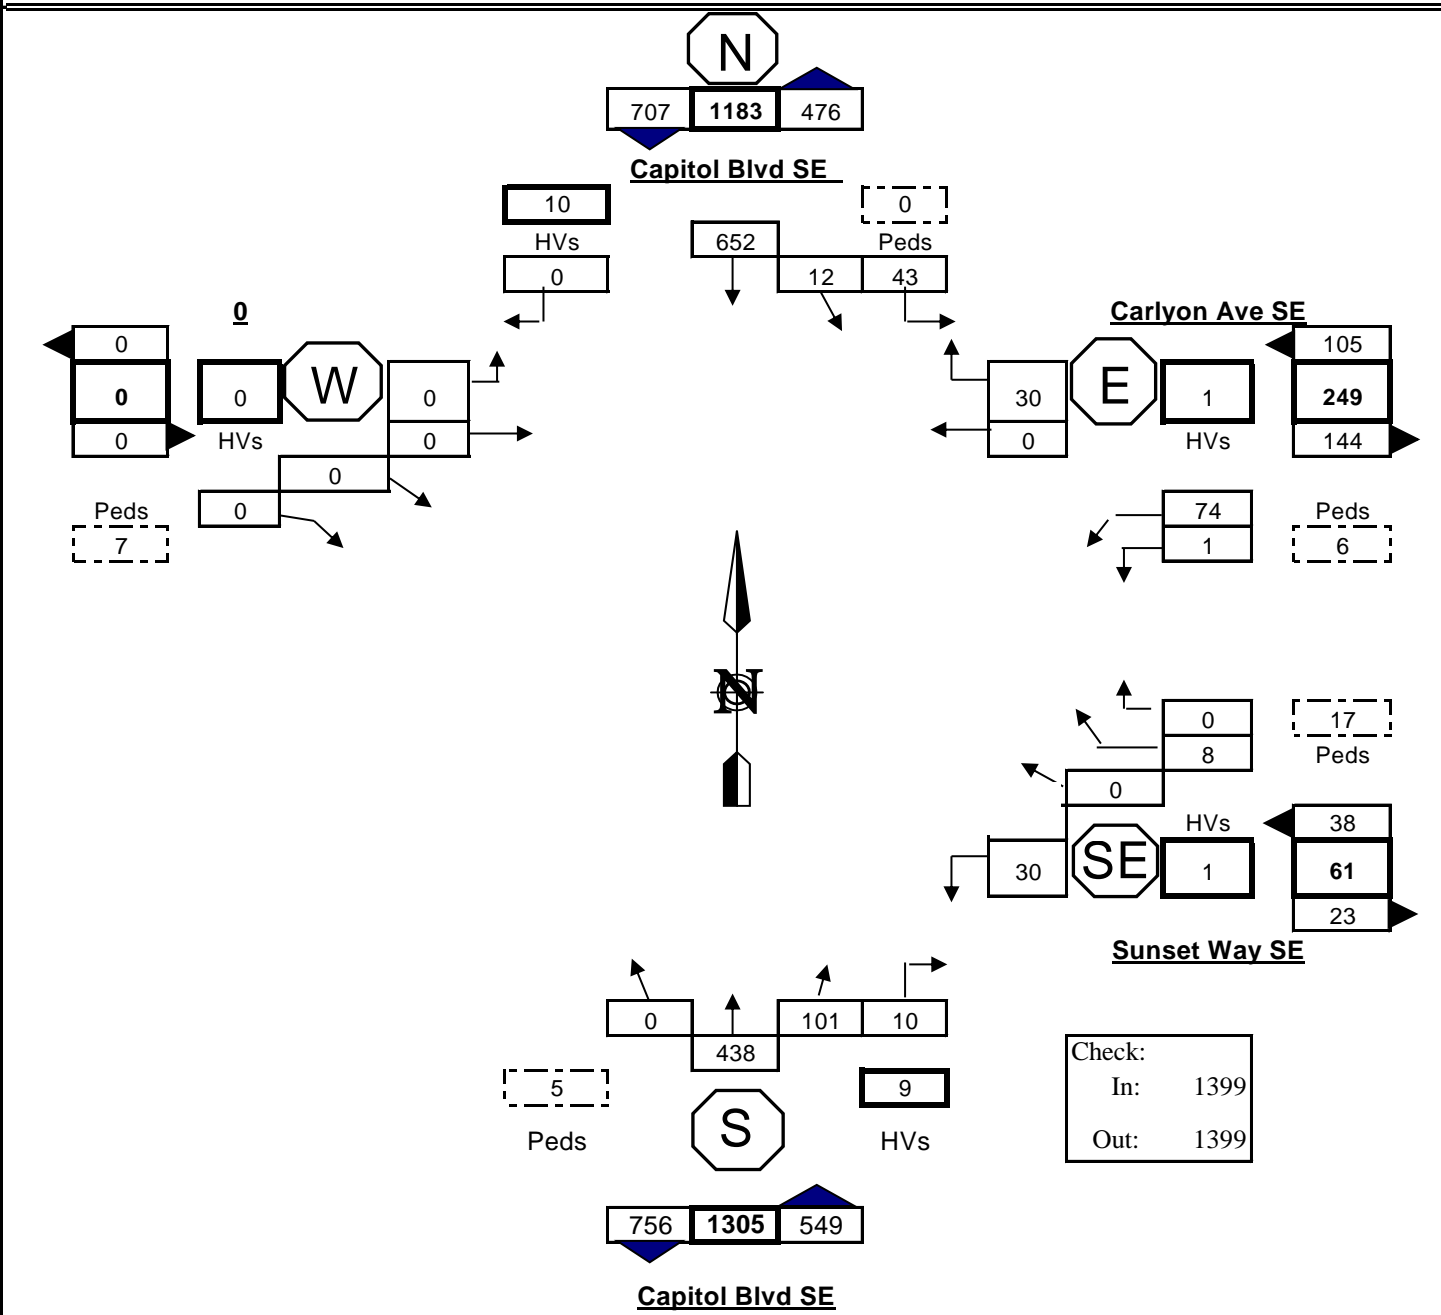 N
707 1183 476
Capitol Blvd SE
10 0
HVs 652 Peds
0 12 43
0 Carlyon Ave SE
0 105
0 0 W 0 30 E 1 249
0 HVs 0 0 HVs 144
0
Peds 0 74 Peds
7 1 6
N
0 17
8 Peds
0
HVs 38
30 SE 1 61
23
Sunset Way SE
0 101 10
438 Check:
5 9 In: 1399
Peds S HVs Out: 1399
756 1305 549
Capitol Blvd SE